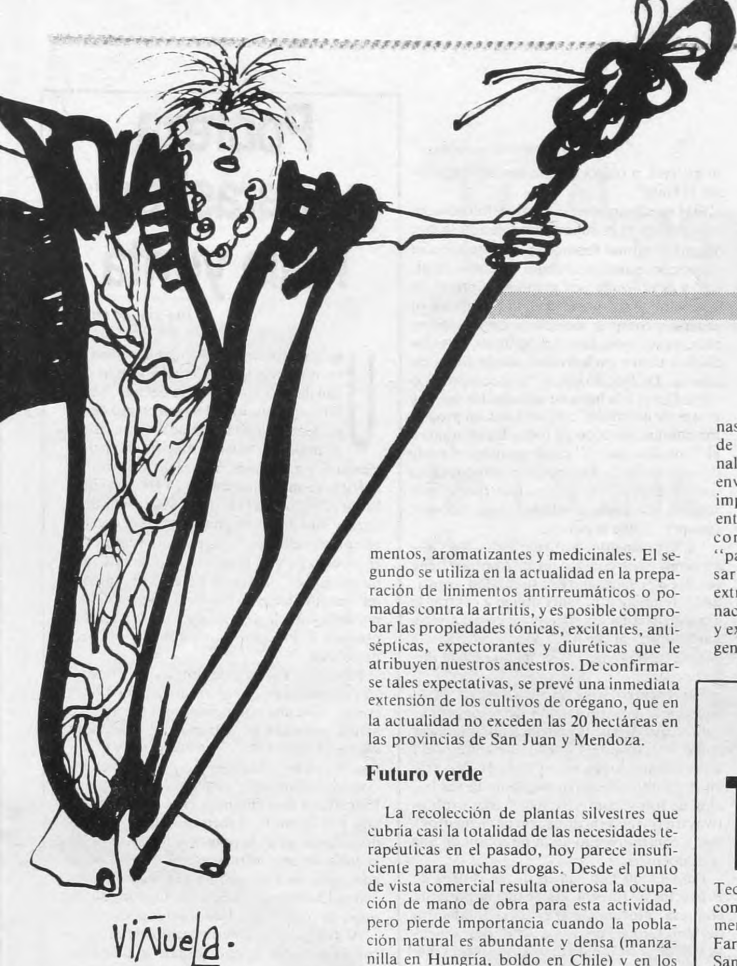 mentos, aromatizantes y medicinales. El se-
gundo se utiliza en la actualidad en la prepa-
ración de linimentos antirreumáticos o po-
madas contra la artritis, y es posible compro-
bar las propiedades tónicas, excitantes, anti-
sépticas, expectorantes y diuréticas que le
atribuyen nuestros ancestros. De confirmar-
se tales expectativas, se prevé una inmediata
extensión de los cultivos de orégano, que en
la actualidad no exceden las 20 hectáreas en
las provincias de San Juan y Mendoza.
Futuro verde
La recolección de plantas silvestres que
cubría casi la totalidad de las necesidades te-
rapéuticas en el pasado, hoy parece insufi-
ciente para muchas drogas. Desde el punto
de vista comercial resulta onerosa la ocupa-
ción de mano de obra para esta actividad,
pero pierde importancia cuando la pobla-
ción natural es abundante y densa (manza-
nilla en Hungría, boldo en Chile) y en los
nas
de
nal
env
imp
ent
con
"pa
sar
extr
nac
y ex
gen
T
Tec
con
men
Far
San
Viñuela.